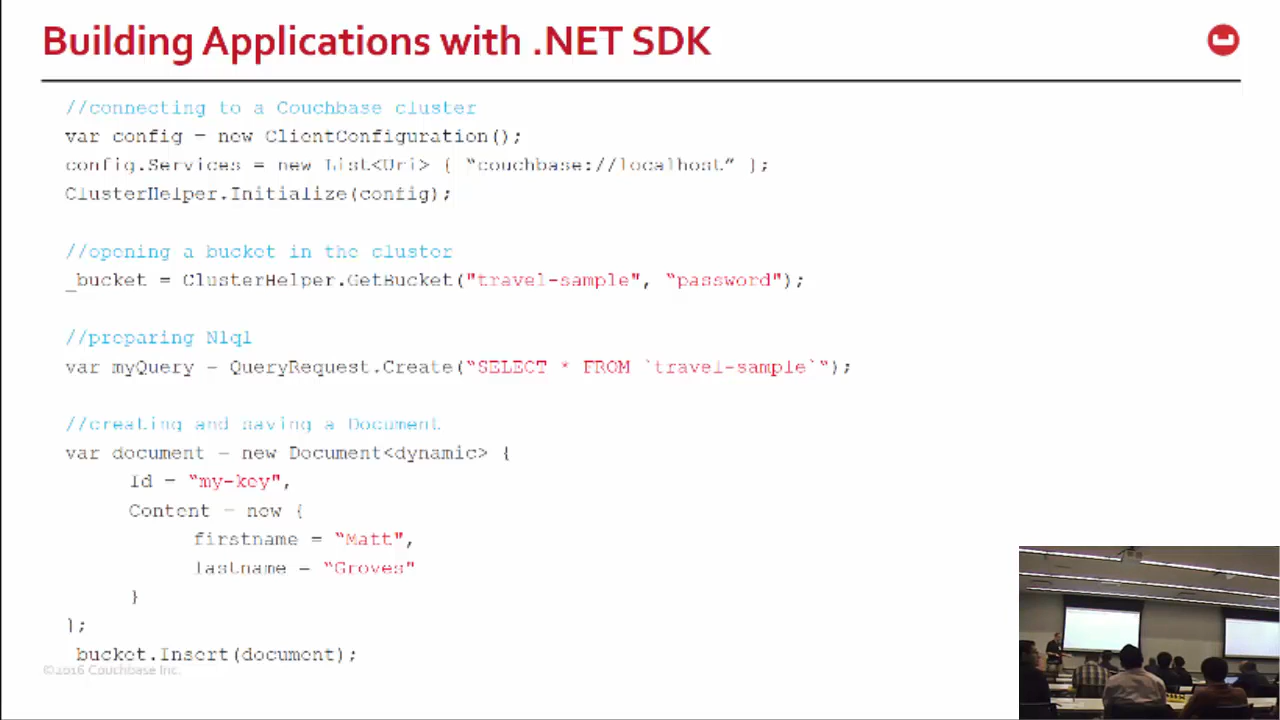 Building Applications with .NET SDK
//connecting to a Couchbase cluster
var config = new ClientConfiguration();
config.Services = new List<Uri> { “couchbase://localhost” };
ClusterHelper.Initialize(config);
//opening a bucket in the cluster
_bucket = ClusterHelper.GetBucket("travel-sample", “password");
//preparing N1ql
var myQuery = QueryRequest.Create(“SELECT * FROM `travel-sample`“);
//creating and saving a Document
var document = new Document<dynamic> {
Id = “my-key",
Content = new {
firstname = “Matt",
lastname = “Groves"
}
};
_bucket.Insert(document);
©2016 Couchbase Inc.